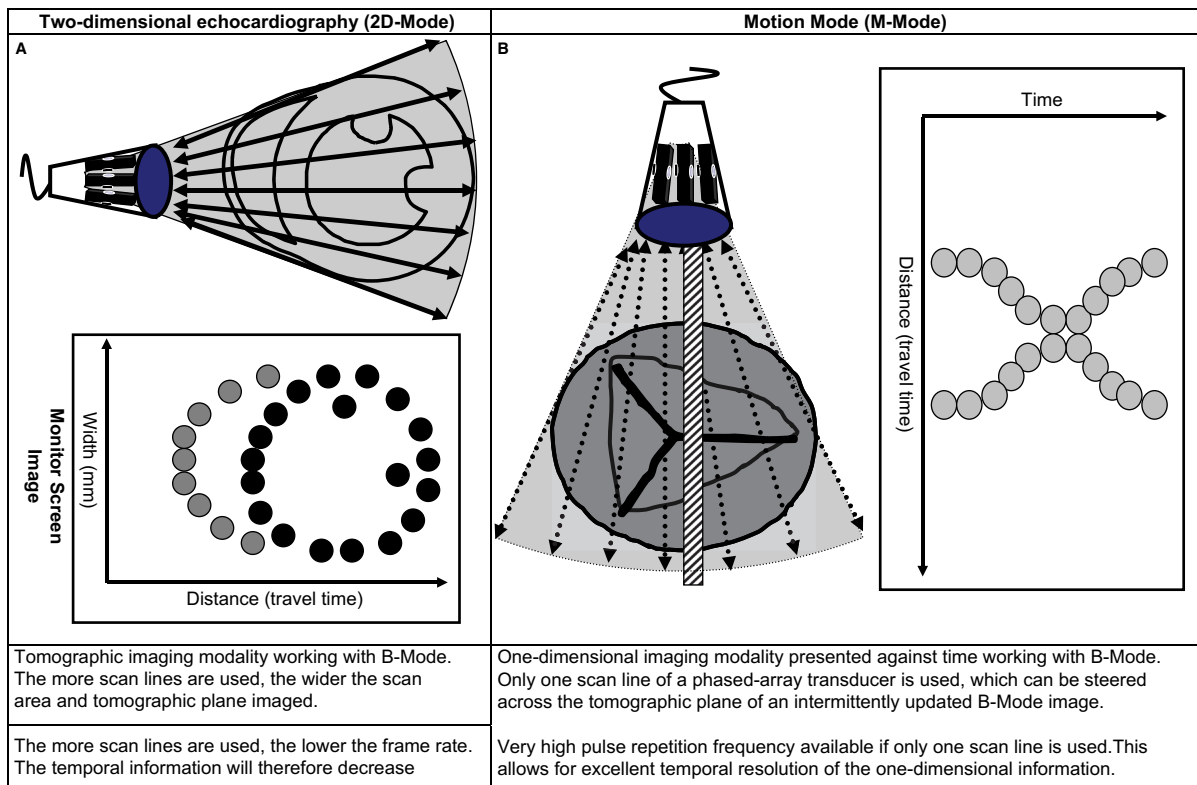 Two-dimensional echocardiography (2D-Mode)
Motion Mode (M-Mode)
A
Width (mm)
Monitor Screen
Image
Distance (travel time)
B
Time
Distance (travel time)
Tomographic imaging modality working with B-Mode.
The more scan lines are used, the wider the scan
area and tomographic plane imaged.
One-dimensional imaging modality presented against time working with B-Mode.
Only one scan line of a phased-array transducer is used, which can be steered
across the tomographic plane of an intermittently updated B-Mode image.
The more scan lines are used, the lower the frame rate.
The temporal information will therefore decrease
Very high pulse repetition frequency available if only one scan line is used.This
allows for excellent temporal resolution of the one-dimensional information.